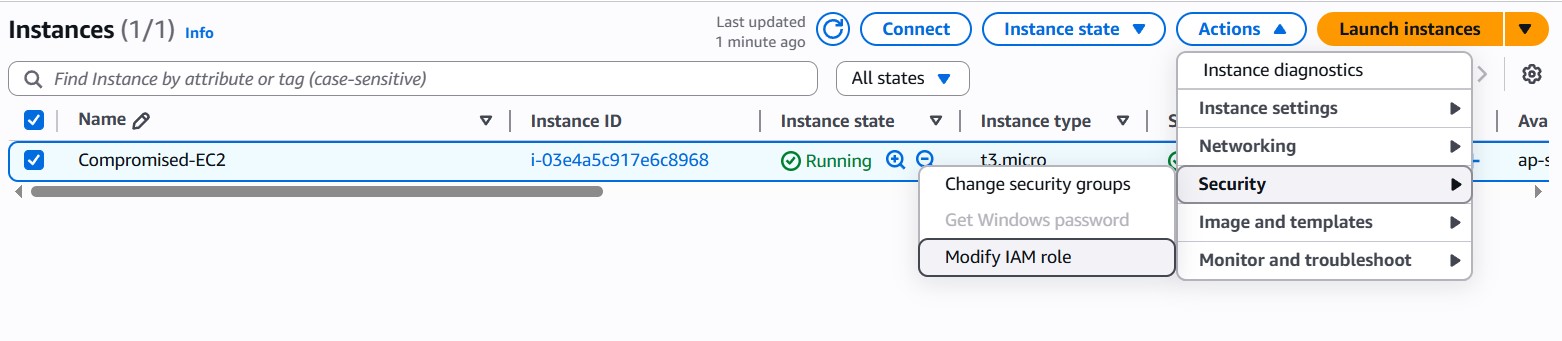 Instances (1/1) Info
Last updated
1 minute ago
Connect
Instance state
Actions
Launch instances
Find Instance by attribute or tag (case-sensitive)
All states
Instance diagnostics
Instance settings
Networking
Security
Image and templates
Monitor and troubleshoot
Name Instance ID Instance state Instance type S Ava
Compromised-EC2 i-03e4a5c917e6c8968 Running t3.micro ap-s
Change security groups
Get Windows password
Modify IAM role